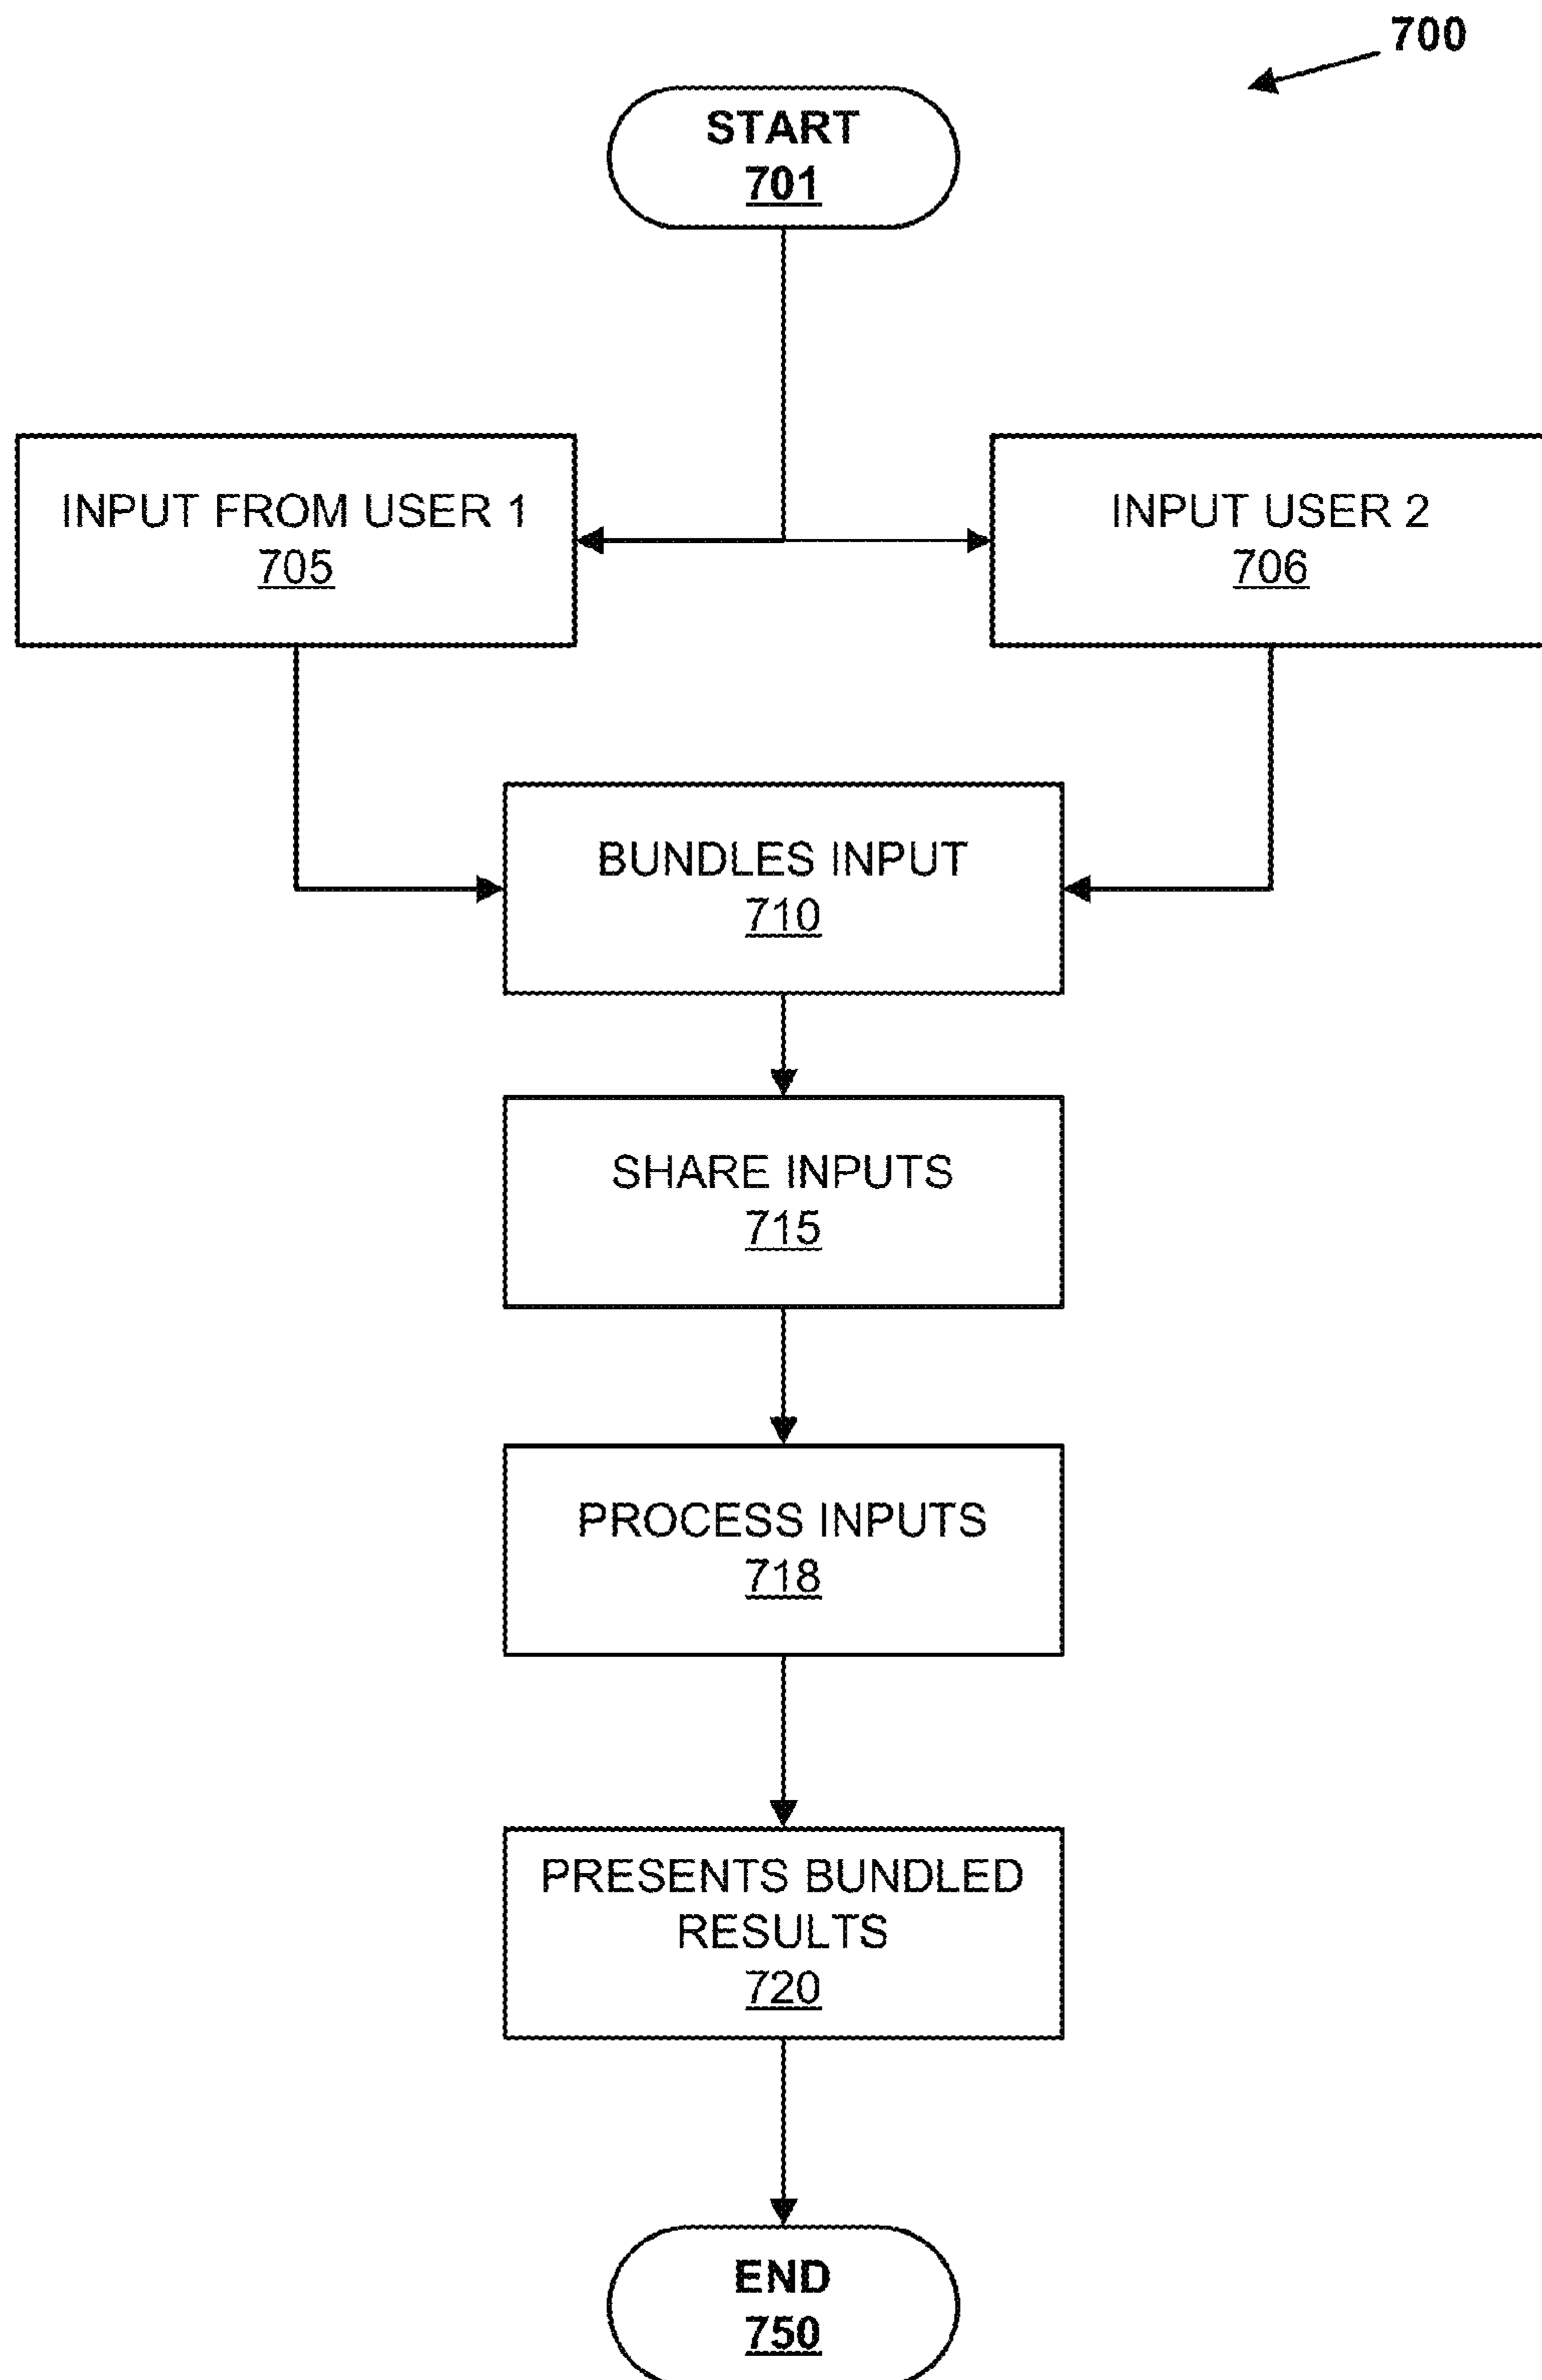 700
START
701
INPUT FROM USER 1
705
INPUT USER 2
706
BUNDLES INPUT
710
SHARE INPUTS
715
PROCESS INPUTS
718
PRESENTS BUNDLED
RESULTS
720
END
750